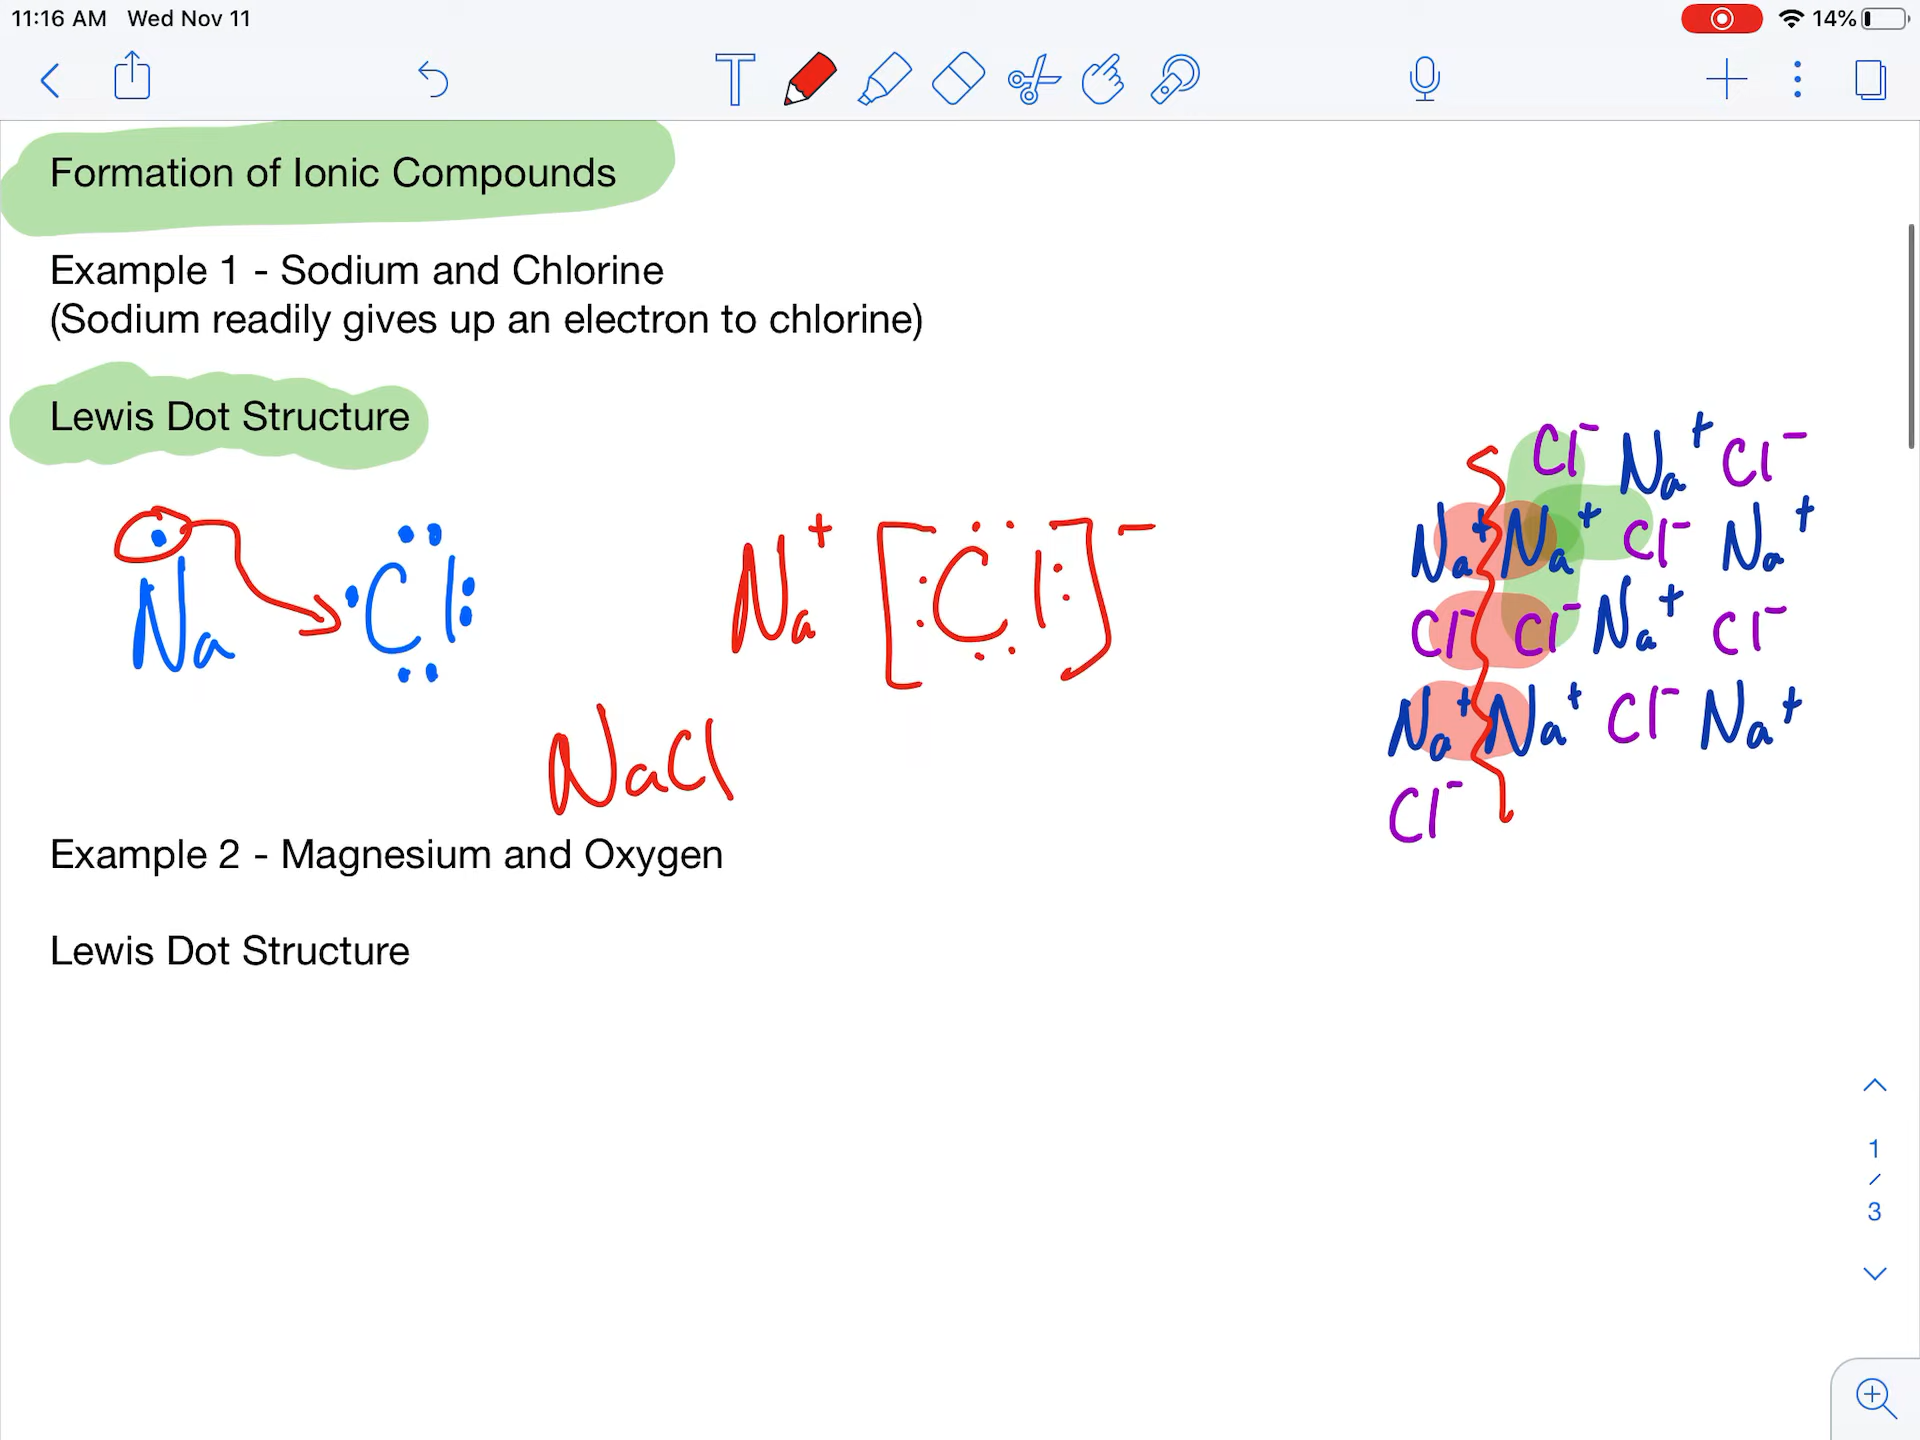 11:16 AM Wed Nov 11
14%
T
Formation of Ionic Compounds
Example 1 - Sodium and Chlorine
(Sodium readily gives up an electron to chlorine)
Lewis Dot Structure
Na Cl
Na⁺ [Cl]⁻
NaCl
Cl⁻ Na⁺ Cl⁻
Na⁺ Na⁺ Cl⁻ Na⁺
Cl⁻ Cl⁻ Na⁺ Cl⁻
Na⁺ Na⁺ Cl⁻ Na⁺
Cl⁻
Example 2 - Magnesium and Oxygen
Lewis Dot Structure
1
/
3